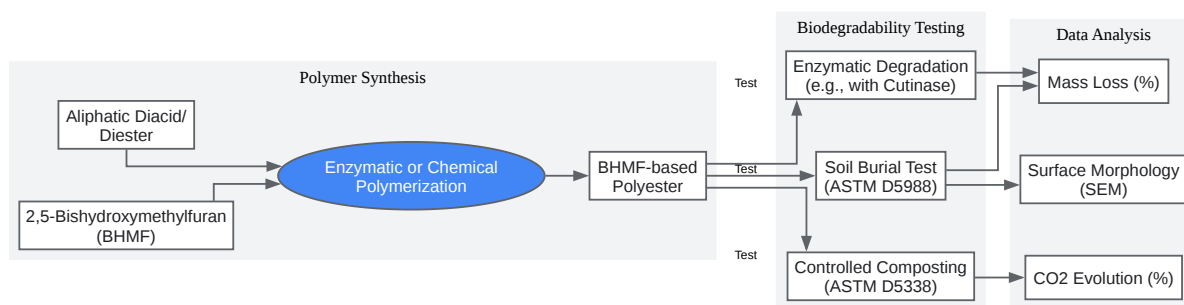 Polymer Synthesis
Aliphatic Diacid/
Diester
2,5-Bishydroxymethylfuran
(BHMF)
Enzymatic or Chemical
Polymerization
BHMF-based
Polyester
Test
Test
Test
Biodegradability Testing
Enzymatic Degradation
(e.g., with Cutinase)
Soil Burial Test
(ASTM D5988)
Controlled Composting
(ASTM D5338)
Data Analysis
Mass Loss (%)
Surface Morphology
(SEM)
CO2 Evolution (%)